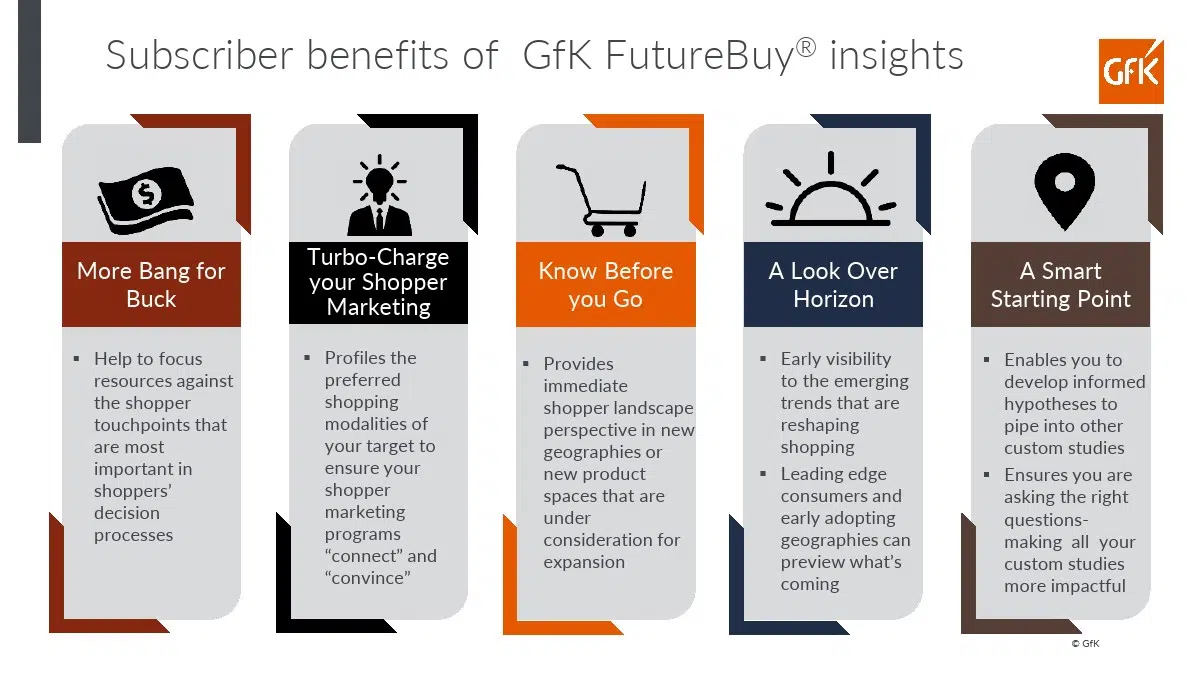 Subscriber benefits of GfK FutureBuy® insights
GfK
More Bang for
Buck
▪ Help to focus
resources against
the shopper
touchpoints that
are most
important in
shoppers’
decision
processes
Turbo-Charge
your Shopper
Marketing
▪ Profiles the
preferred
shopping
modalities of
your target to
ensure your
shopper
marketing
programs
“connect” and
“convince”
Know Before
you Go
▪ Provides
immediate
shopper landscape
perspective in new
geographies or
new product
spaces that are
under
consideration for
expansion
A Look Over
Horizon
▪ Early visibility
to the emerging
trends that are
reshaping
shopping
▪ Leading edge
consumers and
early adopting
geographies can
preview what’s
coming
A Smart
Starting Point
▪ Enables you to
develop informed
hypotheses to
pipe into other
custom studies
▪ Ensures you are
asking the right
questions-
making all your
custom studies
more impactful
$
© GfK